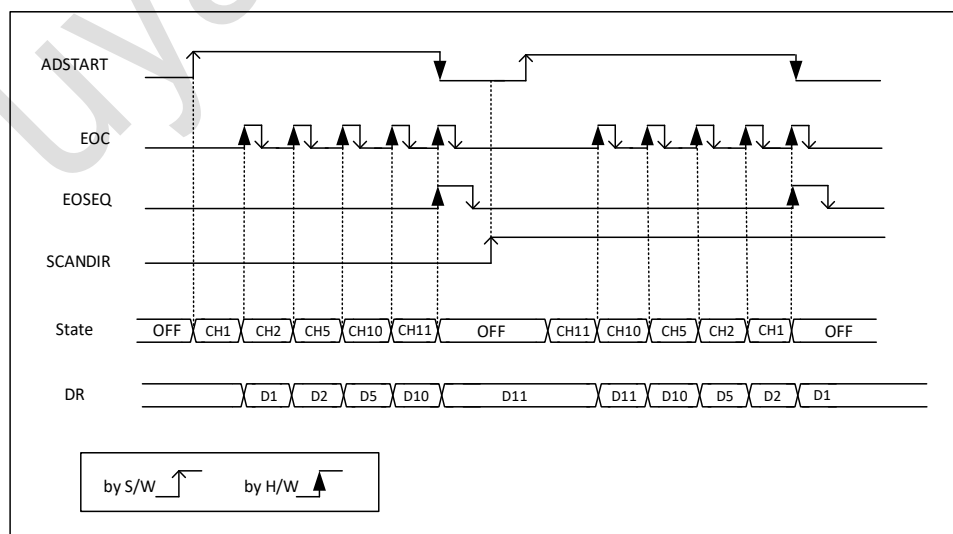 uya
ADSTART
EOC
EOSEQ
SCANDIR
State OFF CH1 CH2 CH5 CH10 CH11 OFF CH11 CH10 CH5 CH2 CH1 OFF
DR D1 D2 D5 D10 D11 D11 D10 D5 D2 D1
by S/W by H/W